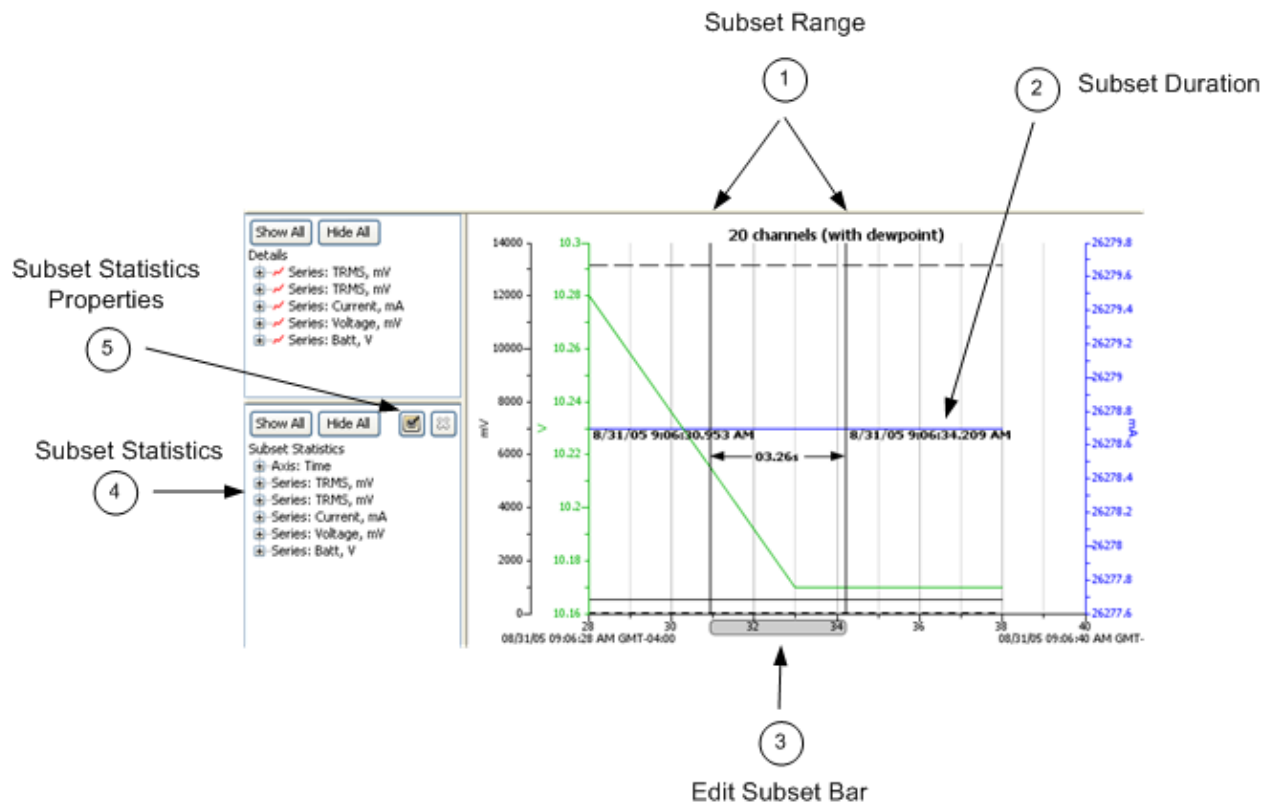 Subset Range
1
2
Subset Duration
Subset Statistics
Properties
5
Subset Statistics
4
Show All Hide All
Details
Series: TRMS, mV
Series: TRMS, mV
Series: Current, mA
Series: Voltage, mV
Series: Batt, V
Show All Hide All
Subset Statistics
Axis: Time
Series: TRMS, mV
Series: TRMS, mV
Series: Current, mA
Series: Voltage, mV
Series: Batt, V
20 channels (with dewpoint)
14000
12000
10000
8000
6000
4000
2000
0
mV
10.3
10.28
10.26
10.24
10.22
10.2
10.18
10.16
V
8/31/05 9:06:30.953 AM
8/31/05 9:06:34.209 AM
03.26s
26279.8
26279.6
26279.4
26279.2
26279
26278.8
26278.6
26278.4
26278.2
26278
26277.8
26277.6
mA
28 30 32 34 36 38 40
08/31/05 09:06:28 AM GMT-04:00
08/31/05 09:06:40 AM GMT-
3
Edit Subset Bar